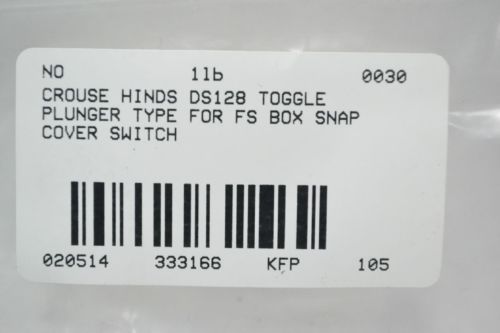 NO 1lb 0030
CROUSE HINDS DS128 TOGGLE
PLUNGER TYPE FOR FS BOX SNAP
COVER SWITCH
020514 333166 KFP 105